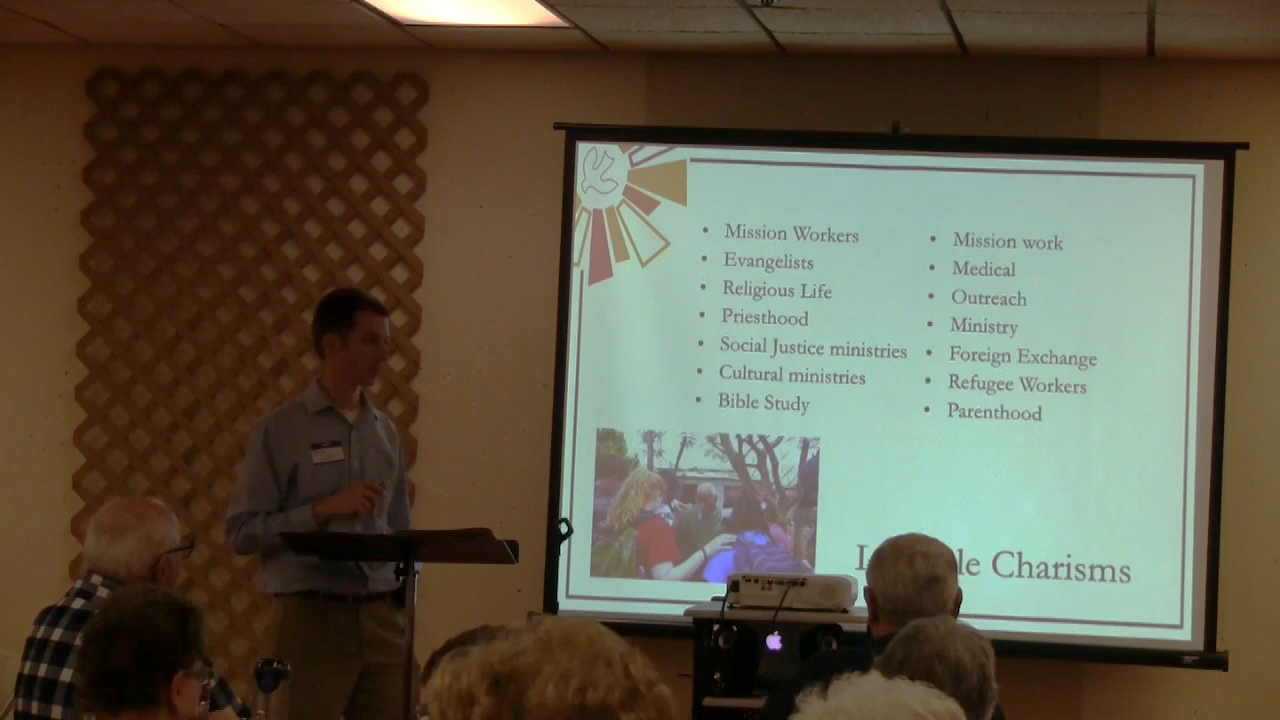 Mission Workers
Evangelists
Religious Life
Priesthood
Social Justice ministries
Cultural ministries
Bible Study
Mission work
Medical
Outreach
Ministry
Foreign Exchange
Refugee Workers
Parenthood
Charisms